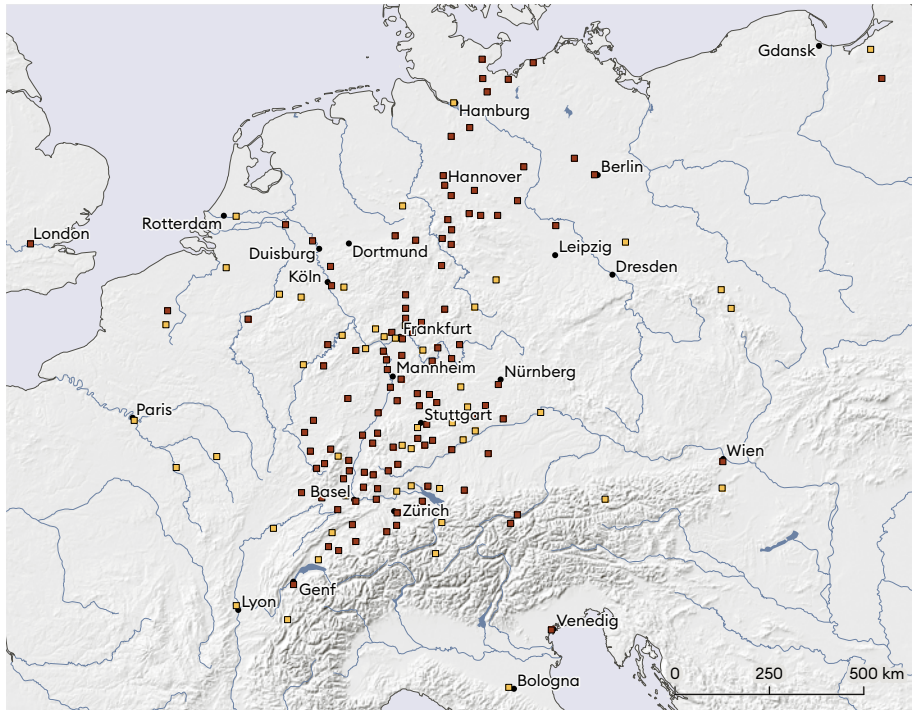 Gdansk
Hamburg
Berlin
Hannover
Rotterdam
London
Duisburg
Dortmund
Leipzig
Köln
Dresden
Frankfurt
Mannheim
Nürnberg
Paris
Stuttgart
Wien
Basel
Zürich
Genf
Lyon
Venedig
0 250 500 km
Bologna